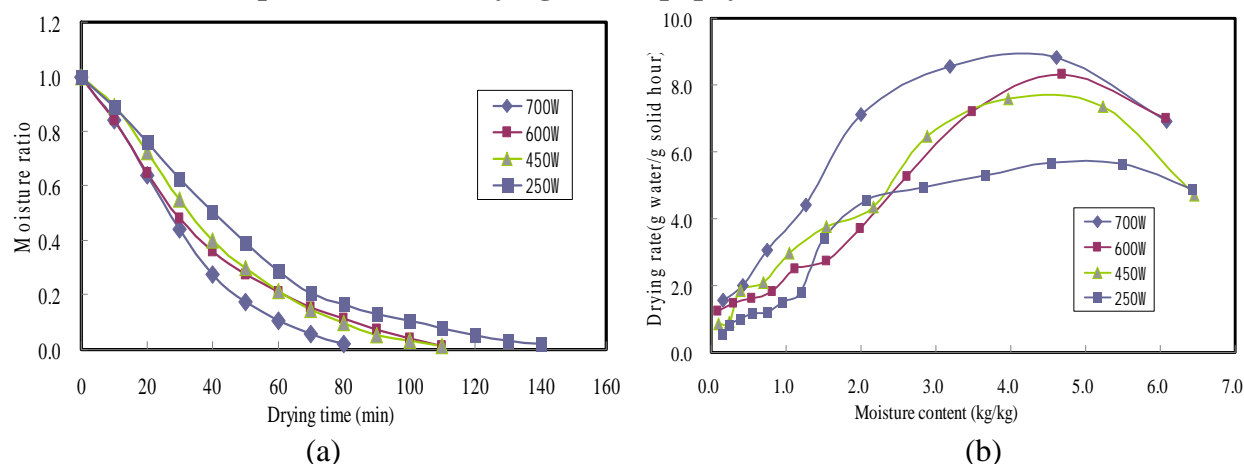 1.2
1.0
0.8
0.6
0.4
0.2
0.0
Moisture ratio
700W
600W
450W
250W
0 20 40 60 80 100 120 140 160
Drying time (min)
(a)
10.0
8.0
6.0
4.0
2.0
0.0
Drying rate(g water/g solid hour)
700W
600W
450W
250W
0.0 1.0 2.0 3.0 4.0 5.0 6.0 7.0
Moisture content (kg/kg)
(b)